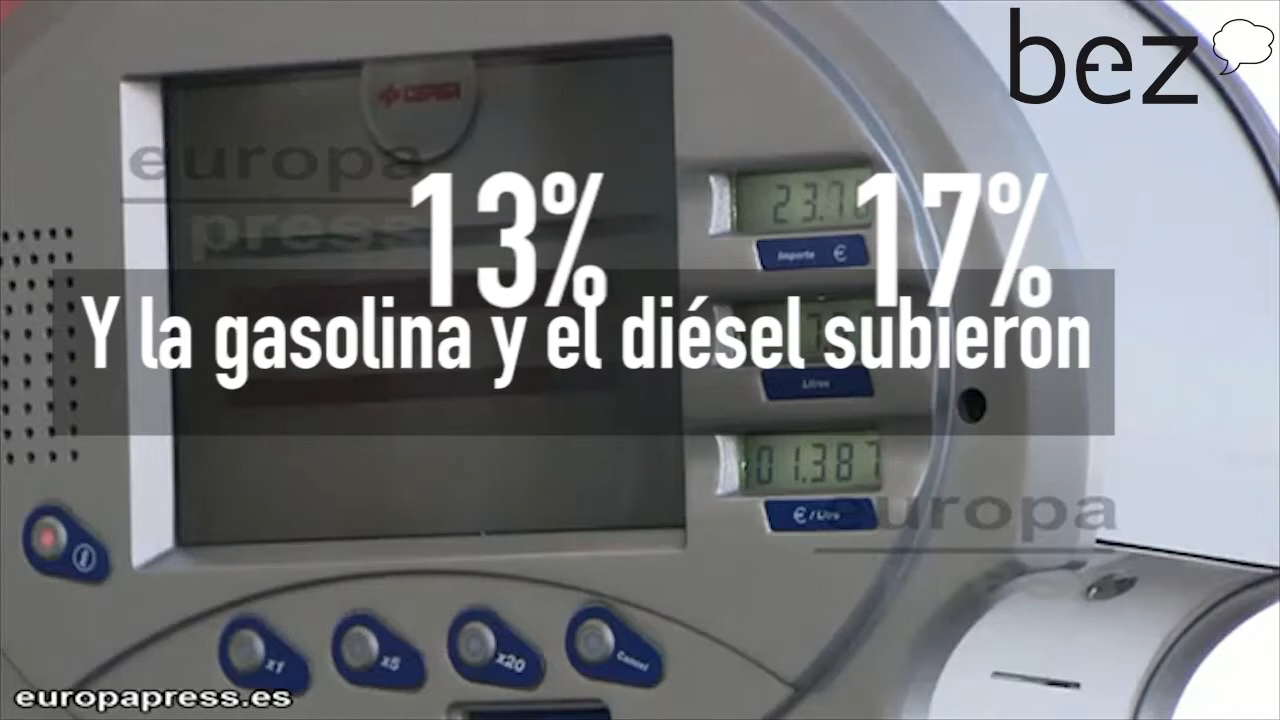 bez
CEPSA
europa
press
13% 17%
Importe €
Y la gasolina y el diésel subieron
Litros
01.387
€ / Litro
europa
x1
x5
x20
Cancel
europapress.es